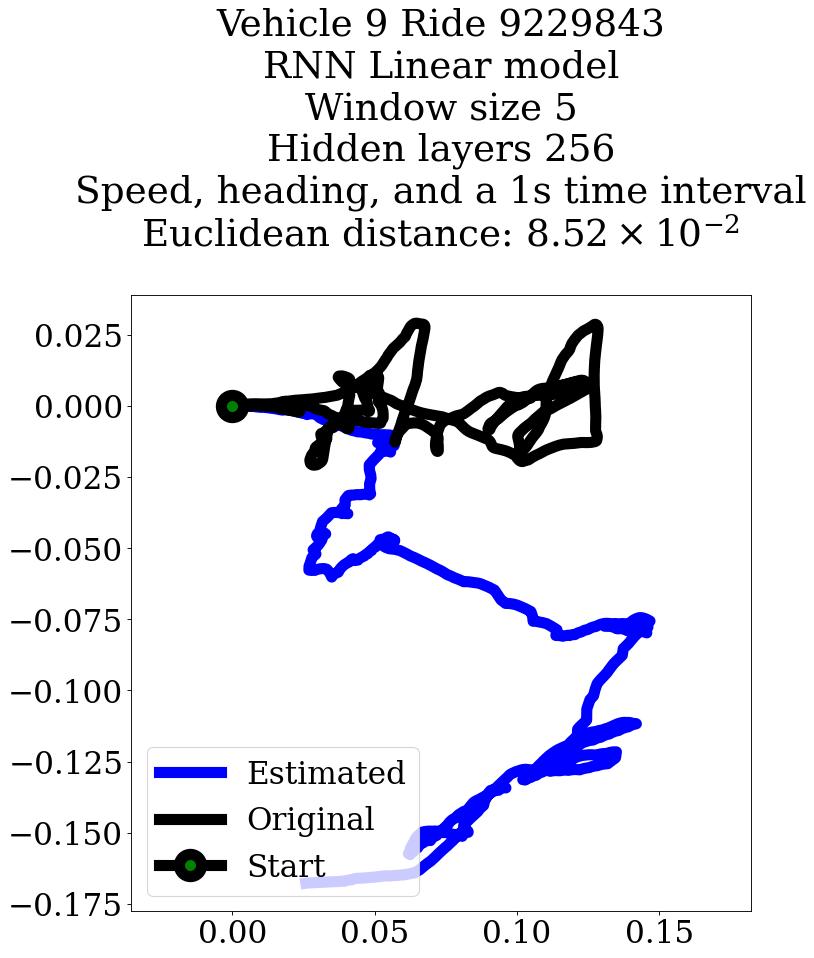 Vehicle 9 Ride 9229843
RNN Linear model
Window size 5
Hidden layers 256
Speed, heading, and a 1s time interval
Euclidean distance: 8.52 × 10⁻²
0.025
0.000
−0.025
−0.050
−0.075
−0.100
−0.125
−0.150
−0.175
Estimated
Original
Start
0.00 0.05 0.10 0.15